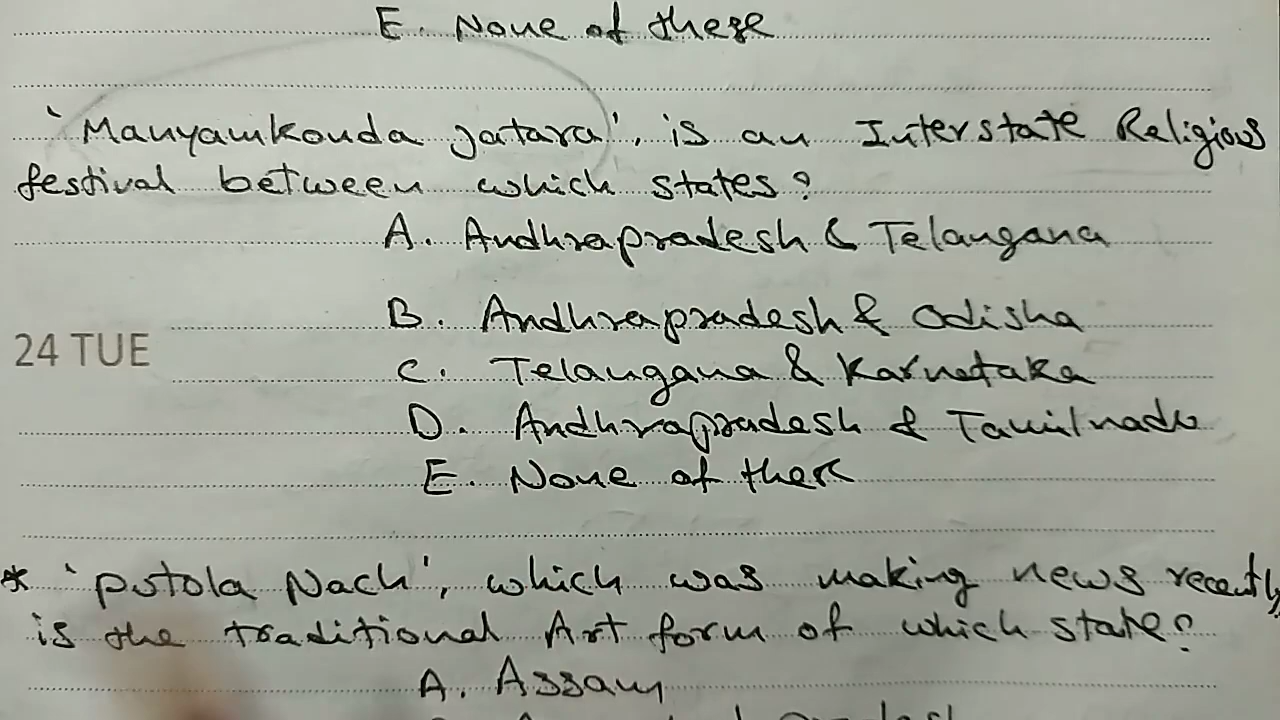 E. None of these
'Manyamkonda jatara', is an Interstate Religious
festival between which states?
A. Andhrapradesh & Telangana
B. Andhrapradesh & Odisha
24 TUE
C. Telangana & Karnataka
D. Andhrapradesh & Tamilnadu
E. None of these
* 'putola Nach', which was making news recently,
is the traditional Art form of which state?
A. Assam